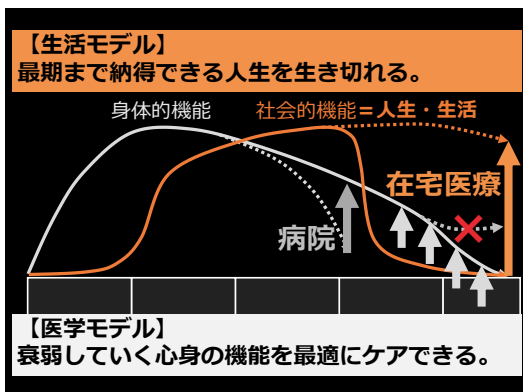 【生活モデル】
最期まで納得できる人生を生き切れる。
身体的機能
社会的機能＝人生・生活
在宅医療
病院
【医学モデル】
衰弱していく心身の機能を最適にケアできる。